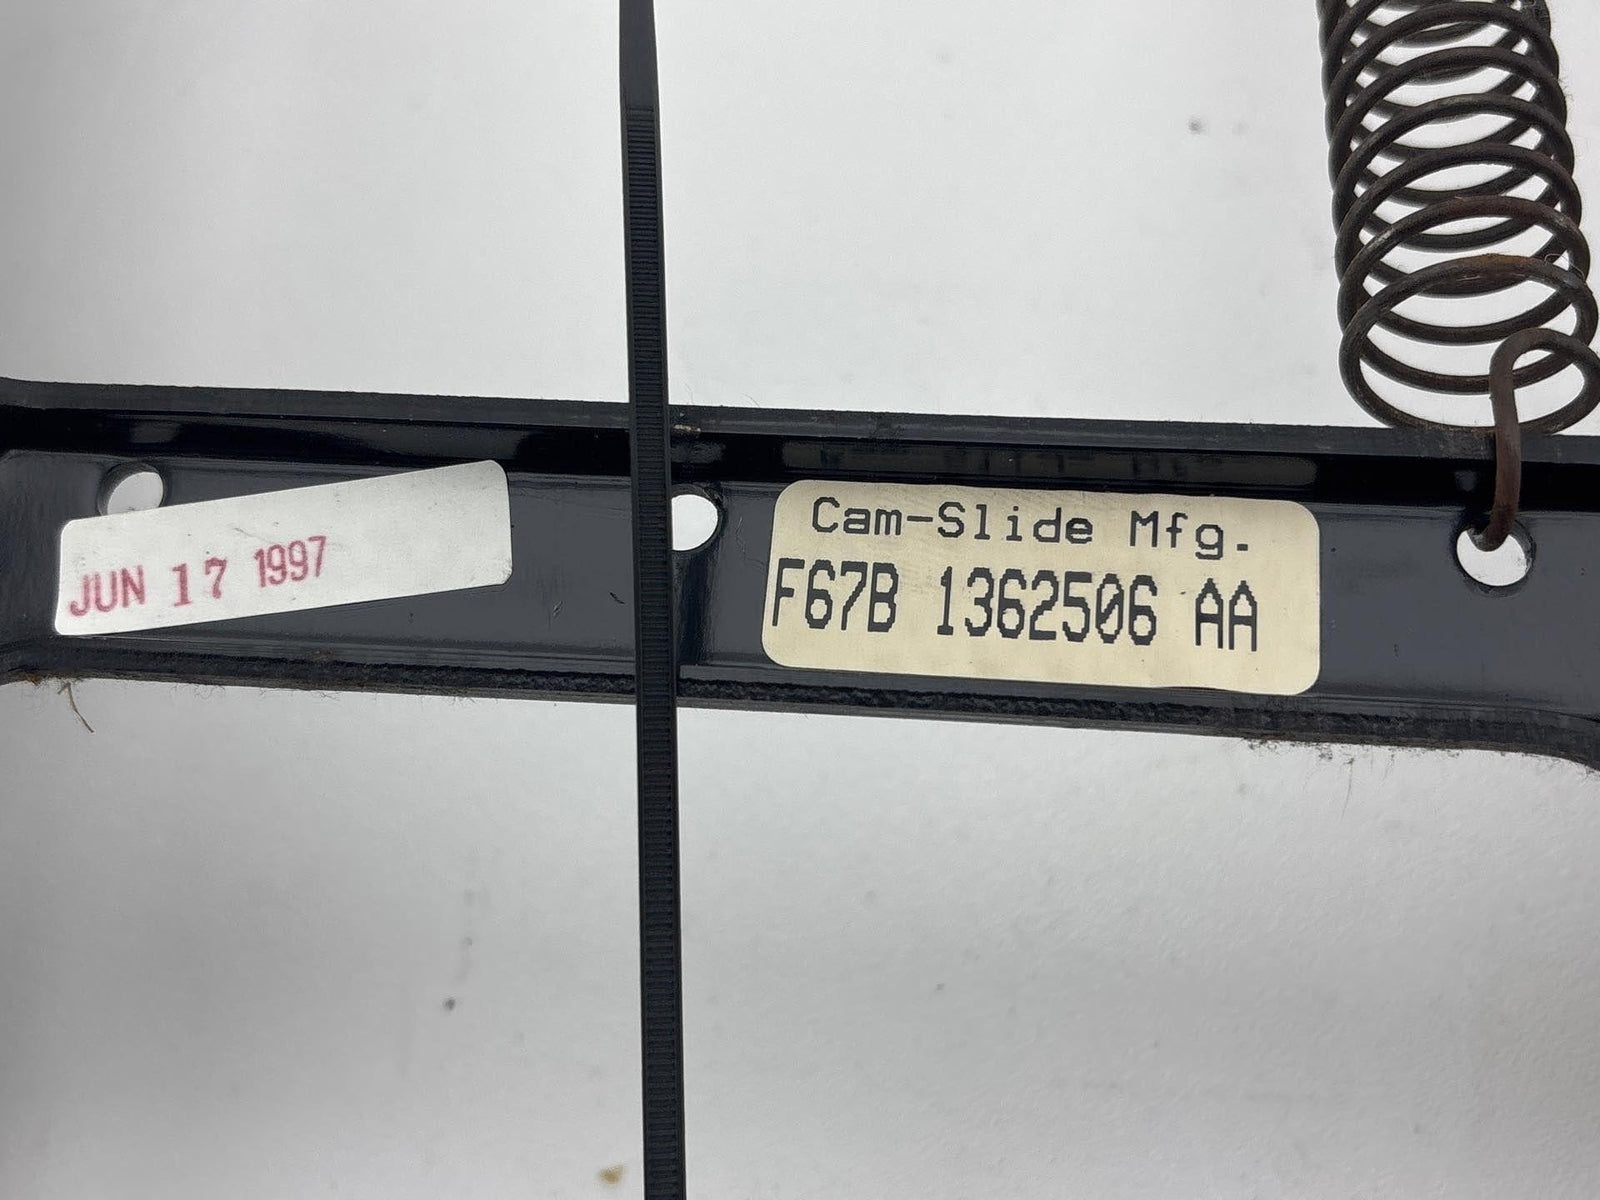 JUN 17 1997
Cam-Slide Mfg.
F67B 1362506 AA